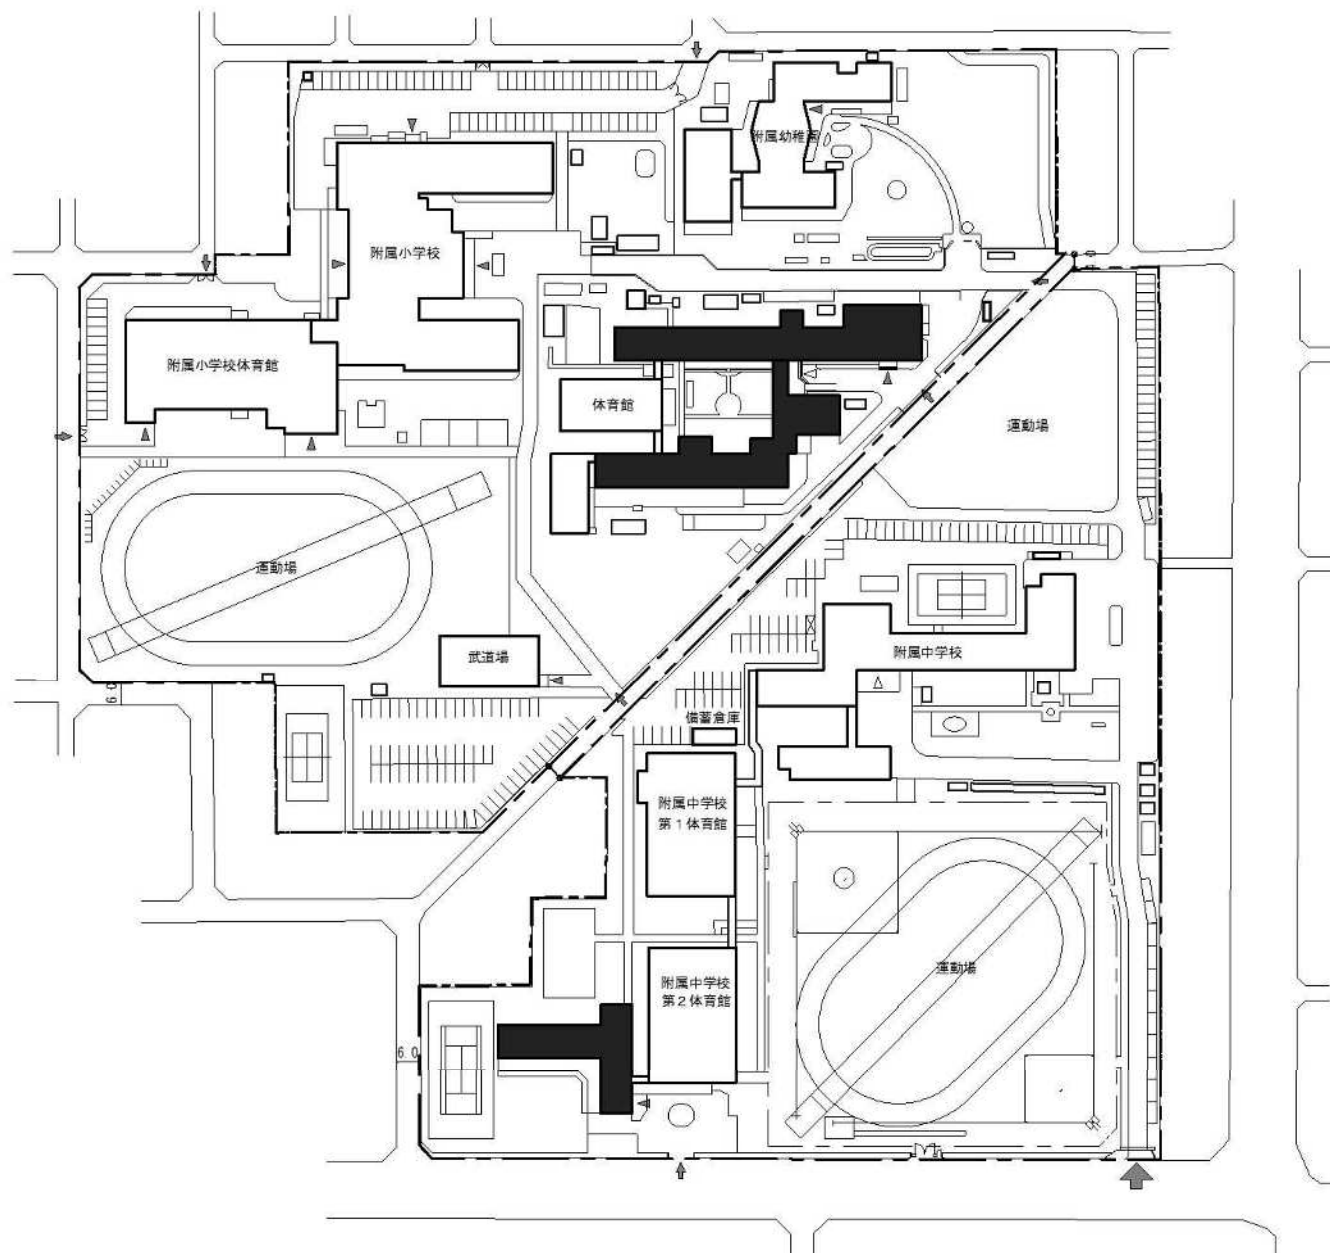 附属幼稚園
附属小学校
附属小学校体育館
体育館
運動場
運動場
武道場
6.0
附属中学校
備蓄倉庫
附属中学校
第1体育館
附属中学校
第2体育館
運動場
6.0